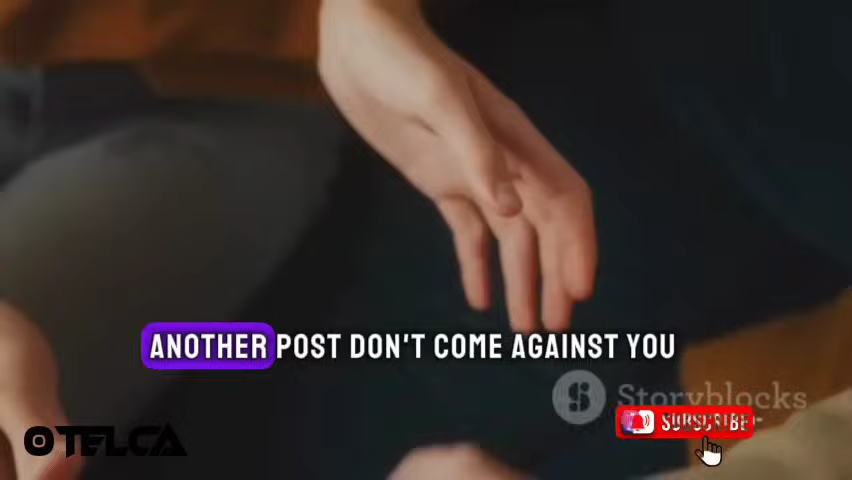 ANOTHER POST DON'T COME AGAINST YOU
Storyblocks
SUBSCRIBE
OTELCA